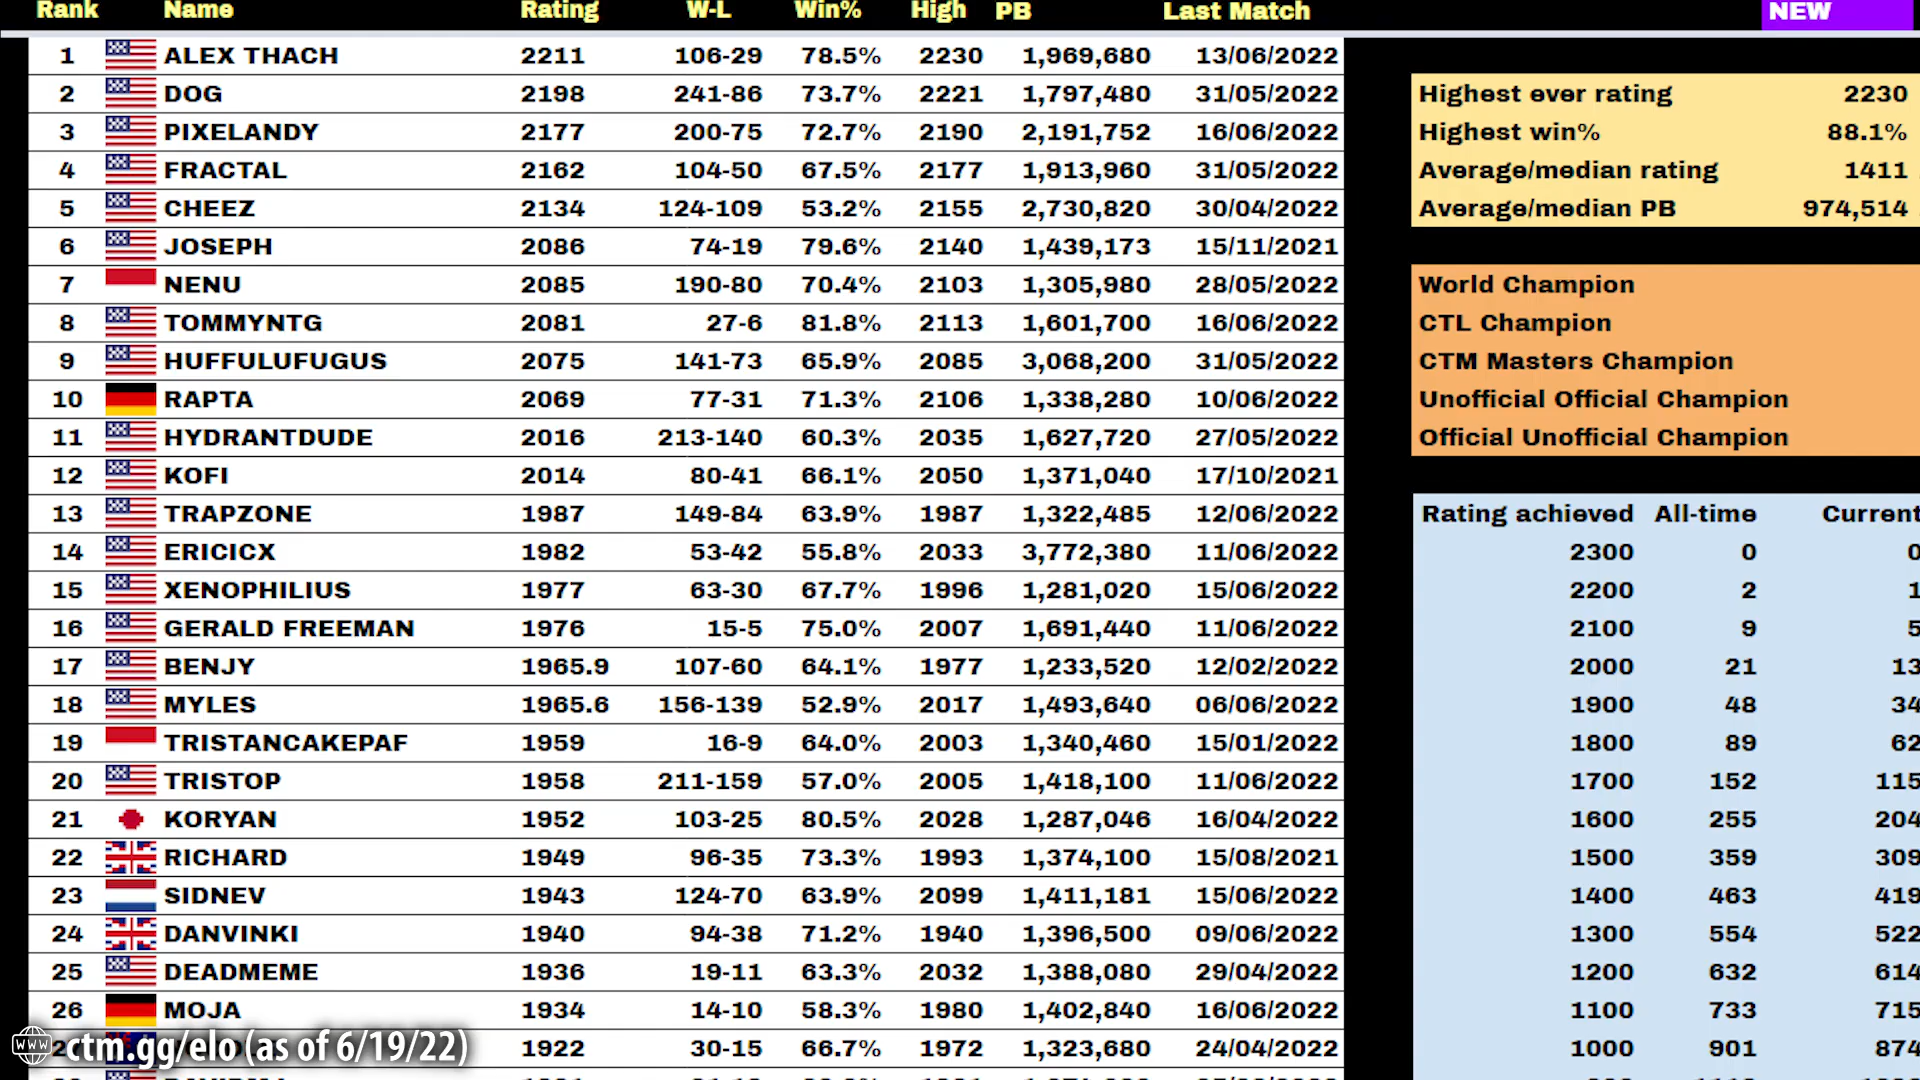 Rank Name Rating W-L Win% High PB Last Match NEW
1 ALEX THACH 2211 106-29 78.5% 2230 1,969,680 13/06/2022
2 DOG 2198 241-86 73.7% 2221 1,797,480 31/05/2022
3 PIXELANDY 2177 200-75 72.7% 2190 2,191,752 16/06/2022
4 FRACTAL 2162 104-50 67.5% 2177 1,913,960 31/05/2022
5 CHEEZ 2134 124-109 53.2% 2155 2,730,820 30/04/2022
6 JOSEPH 2086 74-19 79.6% 2140 1,439,173 15/11/2021
7 NENU 2085 190-80 70.4% 2103 1,305,980 28/05/2022
8 TOMMYNTG 2081 27-6 81.8% 2113 1,601,700 16/06/2022
9 HUFFULUFUGUS 2075 141-73 65.9% 2085 3,068,200 31/05/2022
10 RAPTA 2069 77-31 71.3% 2106 1,338,280 10/06/2022
11 HYDRANTDUDE 2016 213-140 60.3% 2035 1,627,720 27/05/2022
12 KOFI 2014 80-41 66.1% 2050 1,371,040 17/10/2021
13 TRAPZONE 1987 149-84 63.9% 1987 1,322,485 12/06/2022
14 ERICICX 1982 53-42 55.8% 2033 3,772,380 11/06/2022
15 XENOPHILIUS 1977 63-30 67.7% 1996 1,281,020 15/06/2022
16 GERALD FREEMAN 1976 15-5 75.0% 2007 1,691,440 11/06/2022
17 BENJY 1965.9 107-60 64.1% 1977 1,233,520 12/02/2022
18 MYLES 1965.6 156-139 52.9% 2017 1,493,640 06/06/2022
19 TRISTANCAKEPAF 1959 16-9 64.0% 2003 1,340,460 15/01/2022
20 TRISTOP 1958 211-159 57.0% 2005 1,418,100 11/06/2022
21 KORYAN 1952 103-25 80.5% 2028 1,287,046 16/04/2022
22 RICHARD 1949 96-35 73.3% 1993 1,374,100 15/08/2021
23 SIDNEV 1943 124-70 63.9% 2099 1,411,181 15/06/2022
24 DANVINKI 1940 94-38 71.2% 1940 1,396,500 09/06/2022
25 DEADMEME 1936 19-11 63.3% 2032 1,388,080 29/04/2022
26 MOJA 1934 14-10 58.3% 1980 1,402,840 16/06/2022
1922 30-15 66.7% 1972 1,323,680 24/04/2022
ctm.gg/elo (as of 6/19/22)
Highest ever rating 2230
Highest win% 88.1%
Average/median rating 1411
Average/median PB 974,514
World Champion
CTL Champion
CTM Masters Champion
Unofficial Official Champion
Official Unofficial Champion
Rating achieved All-time Current
2300 0 0
2200 2 1
2100 9 5
2000 21 13
1900 48 34
1800 89 62
1700 152 115
1600 255 204
1500 359 309
1400 463 419
1300 554 522
1200 632 614
1100 733 715
1000 901 874